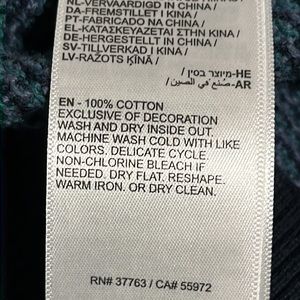 NL-VERVAARDIGD IN CHINA /
DA-FREMSTILLET I KINA /
PT-FABRICADO NA CHINA /
EL-ΚΑΤΑΣΚΕΥΑΖΕΤΑΙ ΣΤΗΝ ΚΙΝΑ /
DE-HERGESTELLT IN CHINA /
SV-TILLVERKAD I KINA /
LV-RAŽOTS ĶĪNĀ /
HE-מיוצר בסין /
AR-صنع في الصين
EN - 100% COTTON
EXCLUSIVE OF DECORATION
WASH AND DRY INSIDE OUT.
MACHINE WASH COLD WITH LIKE
COLORS. DELICATE CYCLE.
NON-CHLORINE BLEACH IF
NEEDED. DRY FLAT. RESHAPE.
WARM IRON. OR DRY CLEAN.
RN# 37763 / CA# 55972